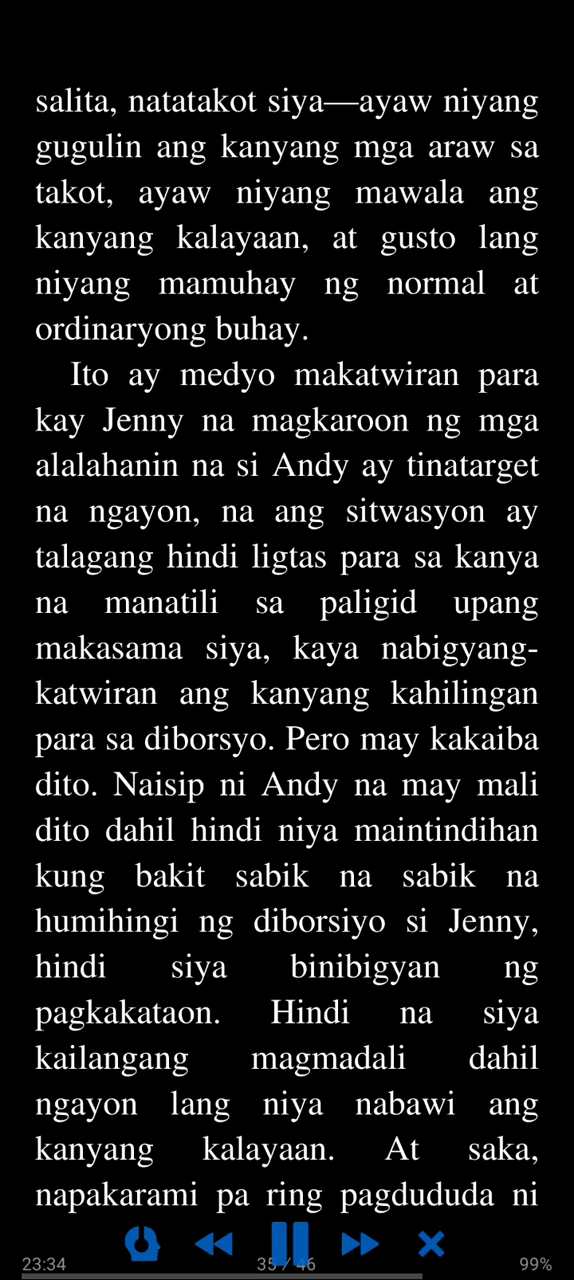 salita, natatakot siya—ayaw niyang
gugulin ang kanyang mga araw sa
takot, ayaw niyang mawala ang
kanyang kalayaan, at gusto lang
niyang mamuhay ng normal at
ordinaryong buhay.
Ito ay medyo makatwiran para
kay Jenny na magkaroon ng mga
alalahanin na si Andy ay tinatarget
na ngayon, na ang sitwasyon ay
talagang hindi ligtas para sa kanya
na manatili sa paligid upang
makasama siya, kaya nabigyang-
katwiran ang kanyang kahilingan
para sa diborsyo. Pero may kakaiba
dito. Naisip ni Andy na may mali
dito dahil hindi niya maintindihan
kung bakit sabik na sabik na
humihingi ng diborsiyo si Jenny,
hindi siya binibigyan ng
pagkakataon. Hindi na siya
kailangang magmadali dahil
ngayon lang niya nabawi ang
kanyang kalayaan. At saka,
napakarami pa ring pagdududa ni
23:34 35 / 46 99%